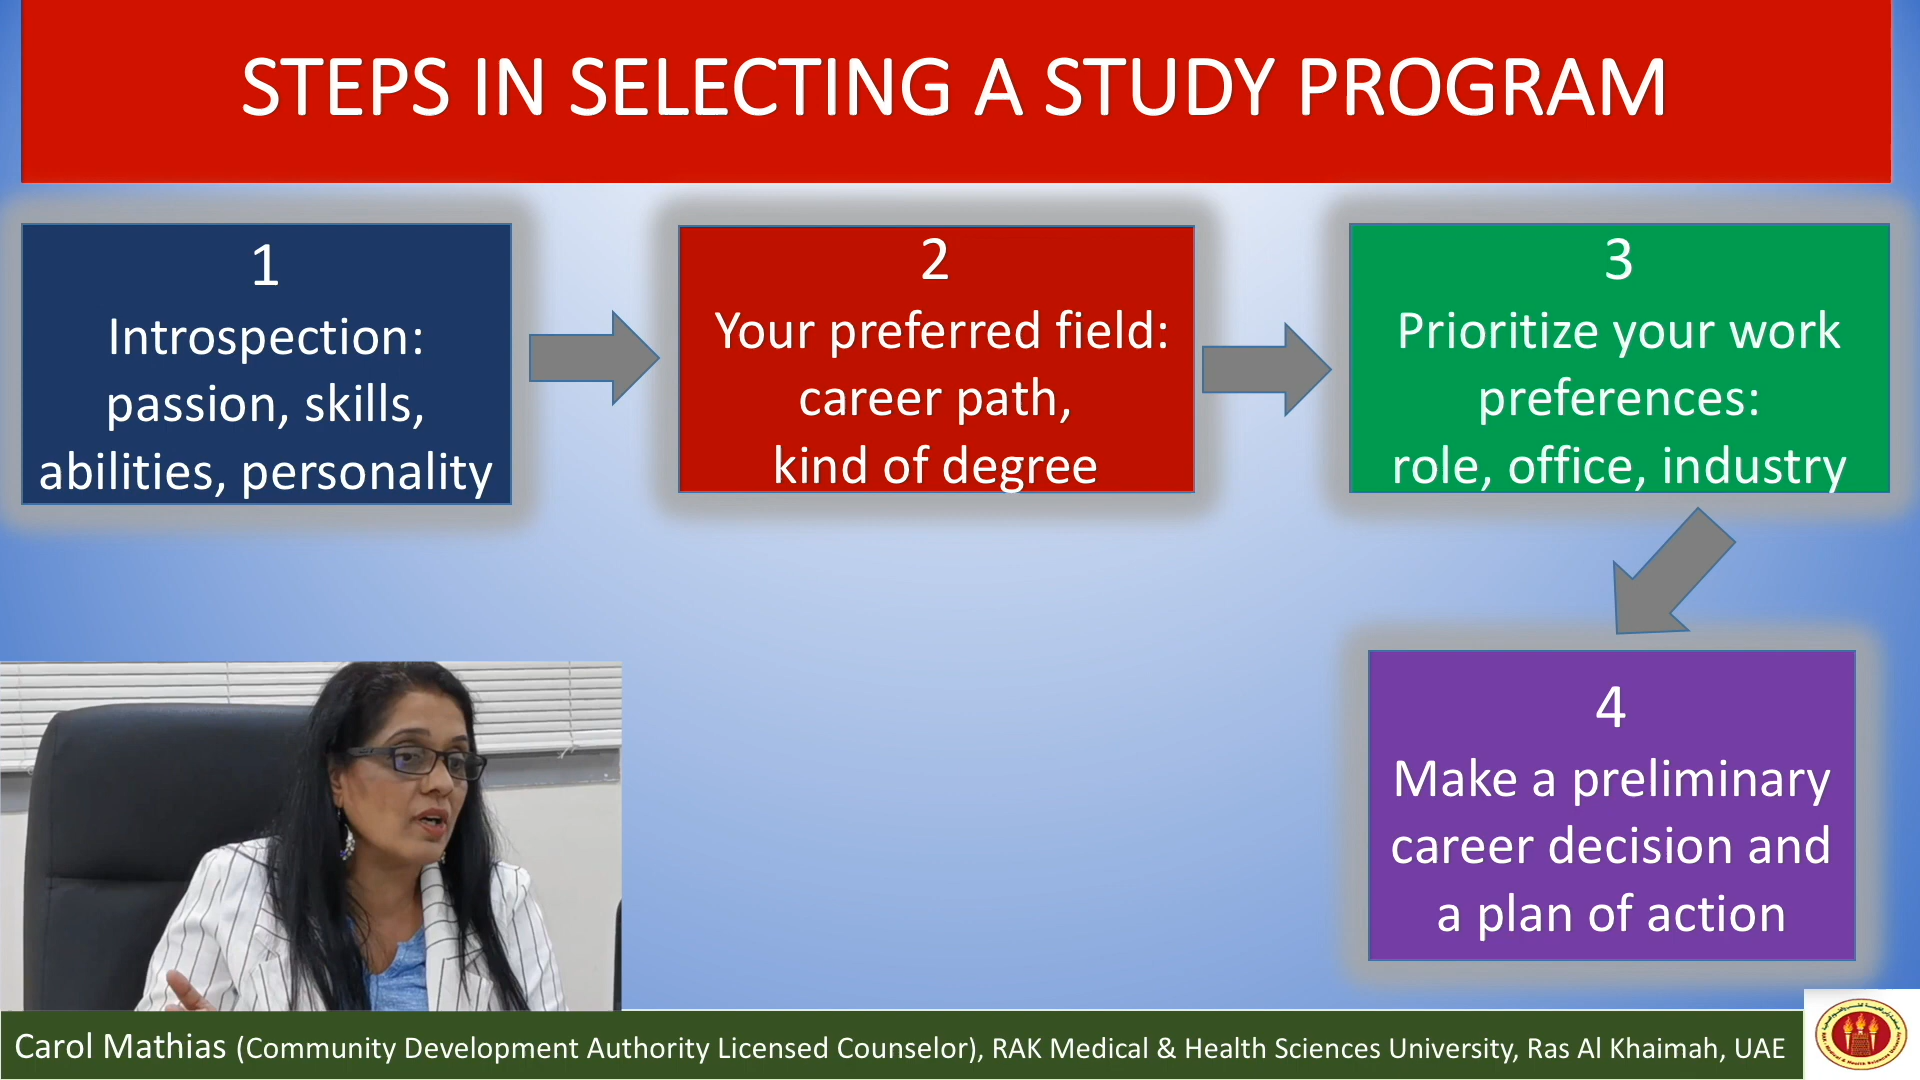 STEPS IN SELECTING A STUDY PROGRAM
1
Introspection:
passion, skills,
abilities, personality
2
Your preferred field:
career path,
kind of degree
3
Prioritize your work
preferences:
role, office, industry
4
Make a preliminary
career decision and
a plan of action
Carol Mathias (Community Development Authority Licensed Counselor), RAK Medical & Health Sciences University, Ras Al Khaimah, UAE